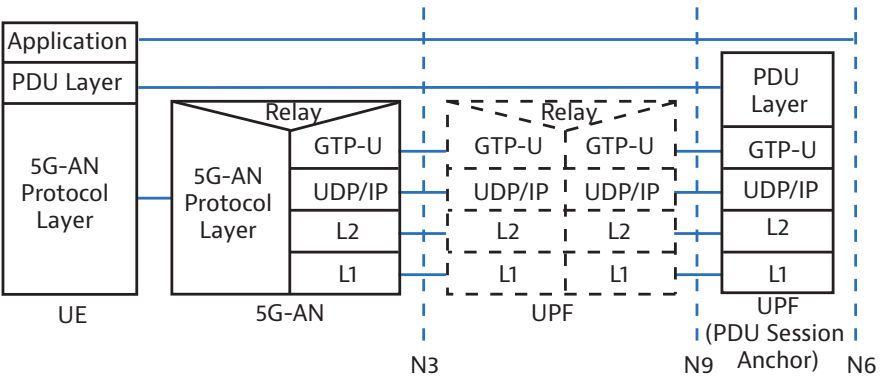 Application
PDU Layer
5G-AN
Protocol
Layer
UE
Relay
5G-AN
Protocol
Layer
GTP-U
UDP/IP
L2
L1
5G-AN
N3
Relay
GTP-U GTP-U
UDP/IP UDP/IP
L2 L2
L1 L1
UPF
N9
PDU
Layer
GTP-U
UDP/IP
L2
L1
UPF
(PDU Session
Anchor)
N6